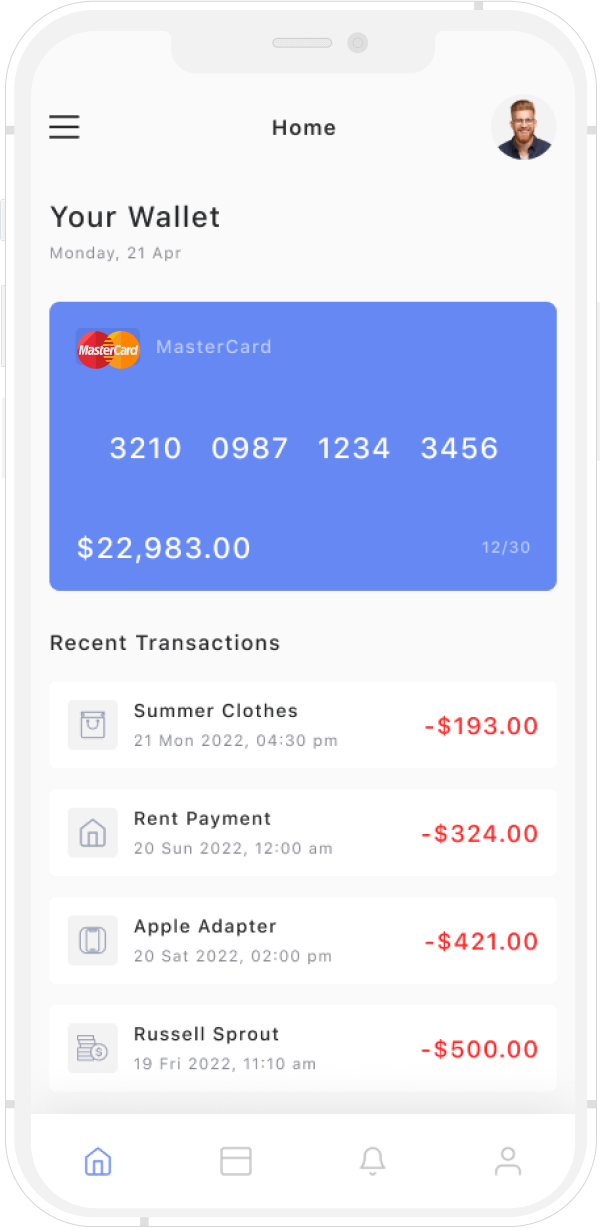 Home
Your Wallet
Monday, 21 Apr
MasterCard MasterCard
3210 0987 1234 3456
$22,983.00 12/30
Recent Transactions
Summer Clothes
21 Mon 2022, 04:30 pm
-$193.00
Rent Payment
20 Sun 2022, 12:00 am
-$324.00
Apple Adapter
20 Sat 2022, 02:00 pm
-$421.00
$
Russell Sprout
19 Fri 2022, 11:10 am
-$500.00